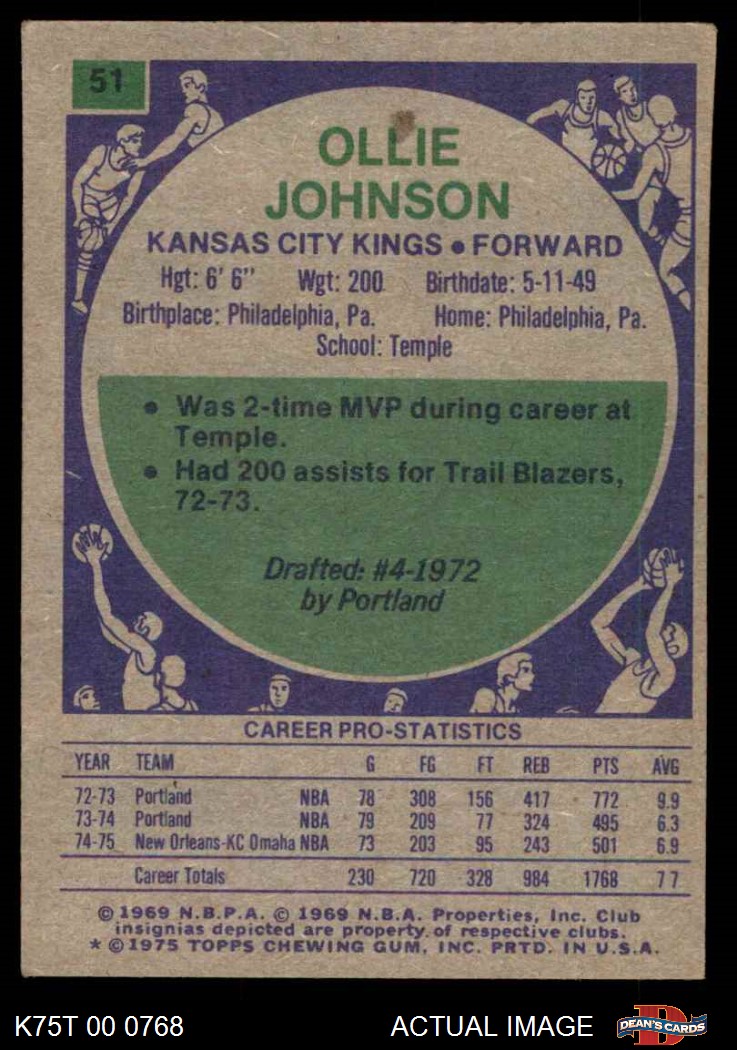 51
OLLIE
JOHNSON
KANSAS CITY KINGS • FORWARD
Hgt: 6' 6" Wgt: 200 Birthdate: 5-11-49
Birthplace: Philadelphia, Pa. Home: Philadelphia, Pa.
School: Temple
• Was 2-time MVP during career at
Temple.
• Had 200 assists for Trail Blazers,
72-73.
Drafted: #4-1972
by Portland
CAREER PRO-STATISTICS
YEAR TEAM G FG FT REB PTS AVG
72-73 Portland NBA 78 308 156 417 772 9.9
73-74 Portland NBA 79 209 77 324 495 6.3
74-75 New Orleans-KC Omaha NBA 73 203 95 243 501 6.9
Career Totals 230 720 328 984 1768 7 7
© 1969 N.B.P.A. © 1969 N.B.A. Properties, Inc. Club
insignias depicted are property of respective clubs.
* © 1975 TOPPS CHEWING GUM, INC. PRTD. IN U.S.A.
K75T 00 0768 ACTUAL IMAGE DEAN'S CARDS